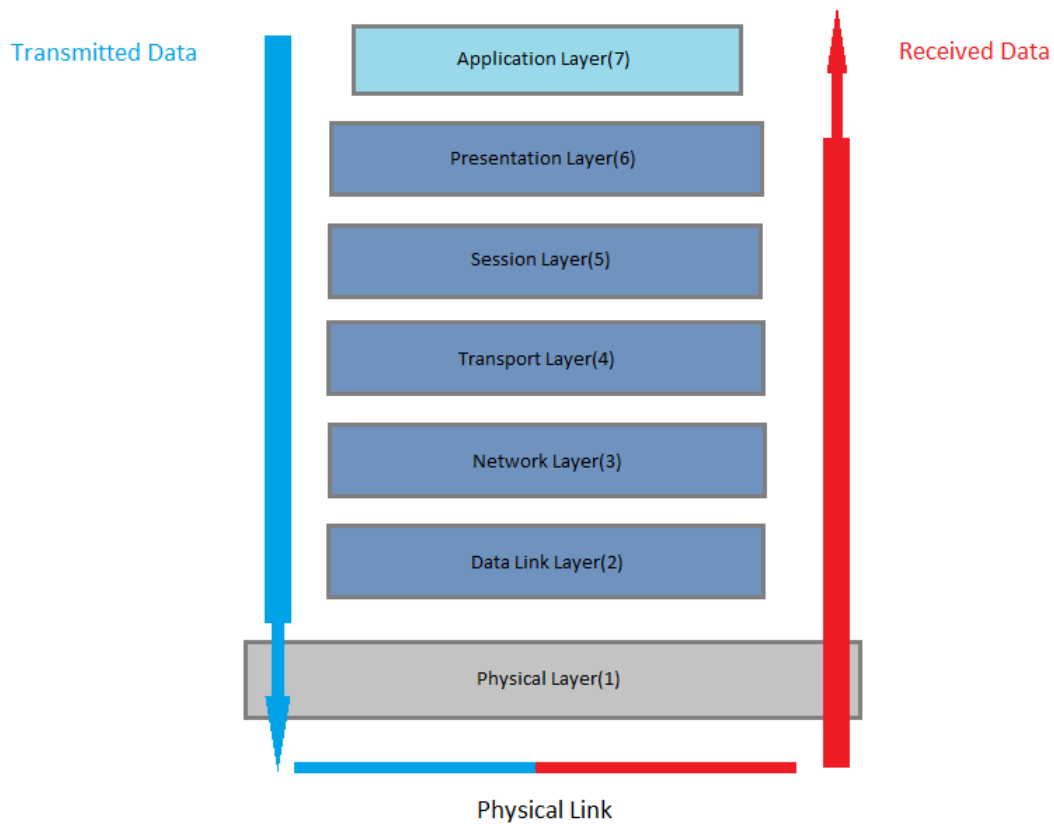 Transmitted Data
Application Layer(7)
Received Data
Presentation Layer(6)
Session Layer(5)
Transport Layer(4)
Network Layer(3)
Data Link Layer(2)
Physical Layer(1)
Physical Link